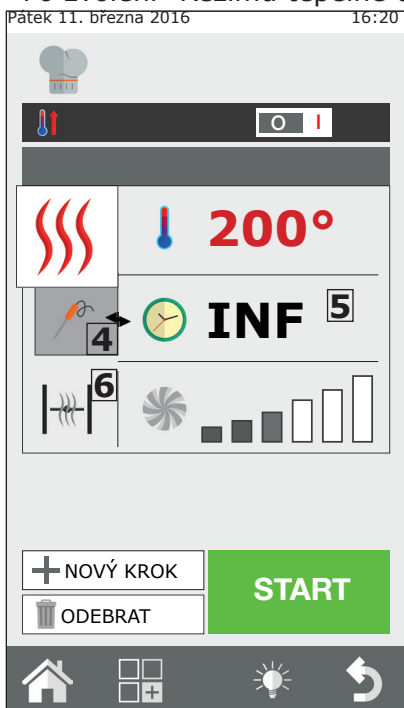 Pátek 11. března 2016 16:20
O I
200°
4 INF 5
6
NOVÝ KROK
START
ODEBRAT